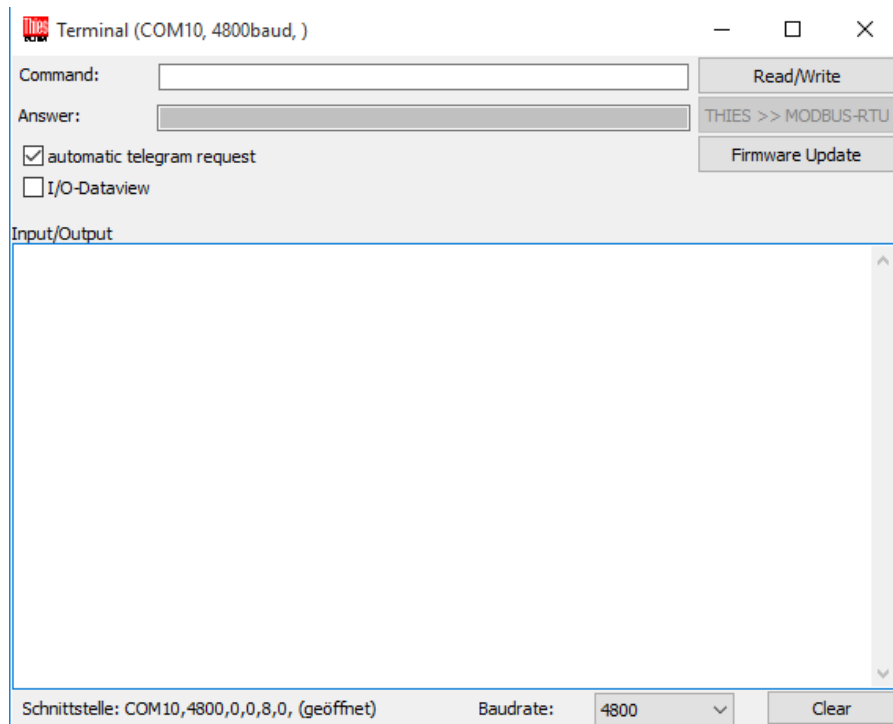 Thies
Terminal (COM10, 4800baud, )
Command:
Read/Write
Answer:
THIES >> MODBUS-RTU
automatic telegram request
Firmware Update
I/O-Dataview
Input/Output
Schnittstelle: COM10,4800,0,0,8,0, (geöffnet)
Baudrate:
4800
Clear